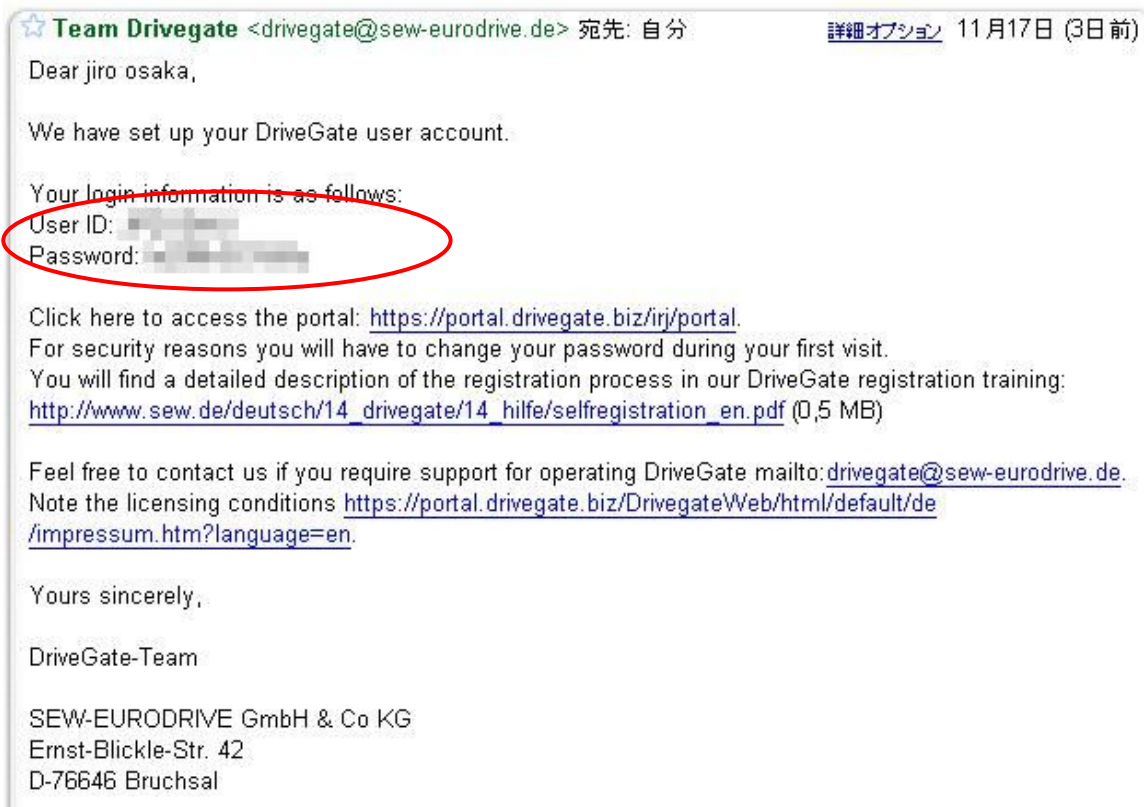 Team Drivegate <drivegate@sew-eurodrive.de> 宛先: 自分 詳細オプション 11月17日 (3日前)
Dear jiro osaka,
We have set up your DriveGate user account.
Your login information is as follows:
User ID:
Password:
Click here to access the portal: https://portal.drivegate.biz/irj/portal.
For security reasons you will have to change your password during your first visit.
You will find a detailed description of the registration process in our DriveGate registration training:
http://www.sew.de/deutsch/14_drivegate/14_hilfe/selfregistration_en.pdf (0,5 MB)
Feel free to contact us if you require support for operating DriveGate mailto:drivegate@sew-eurodrive.de.
Note the licensing conditions https://portal.drivegate.biz/DrivegateWeb/html/default/de
/impressum.htm?language=en.
Yours sincerely,
DriveGate-Team
SEW-EURODRIVE GmbH & Co KG
Ernst-Blickle-Str. 42
D-76646 Bruchsal